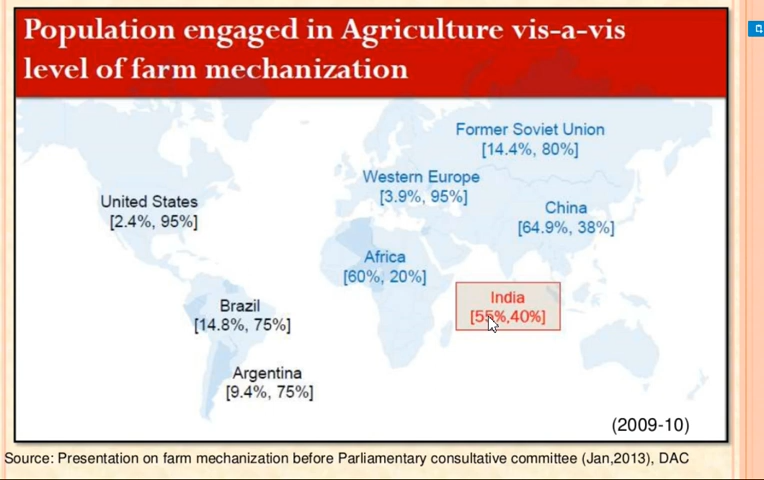 Population engaged in Agriculture vis-a-vis
level of farm mechanization
Former Soviet Union
[14.4%, 80%]
Western Europe
[3.9%, 95%]
United States
[2.4%, 95%]
China
[64.9%, 38%]
Africa
[60%, 20%]
India
[55%,40%]
Brazil
[14.8%, 75%]
Argentina
[9.4%, 75%]
(2009-10)
Source: Presentation on farm mechanization before Parliamentary consultative committee (Jan,2013), DAC